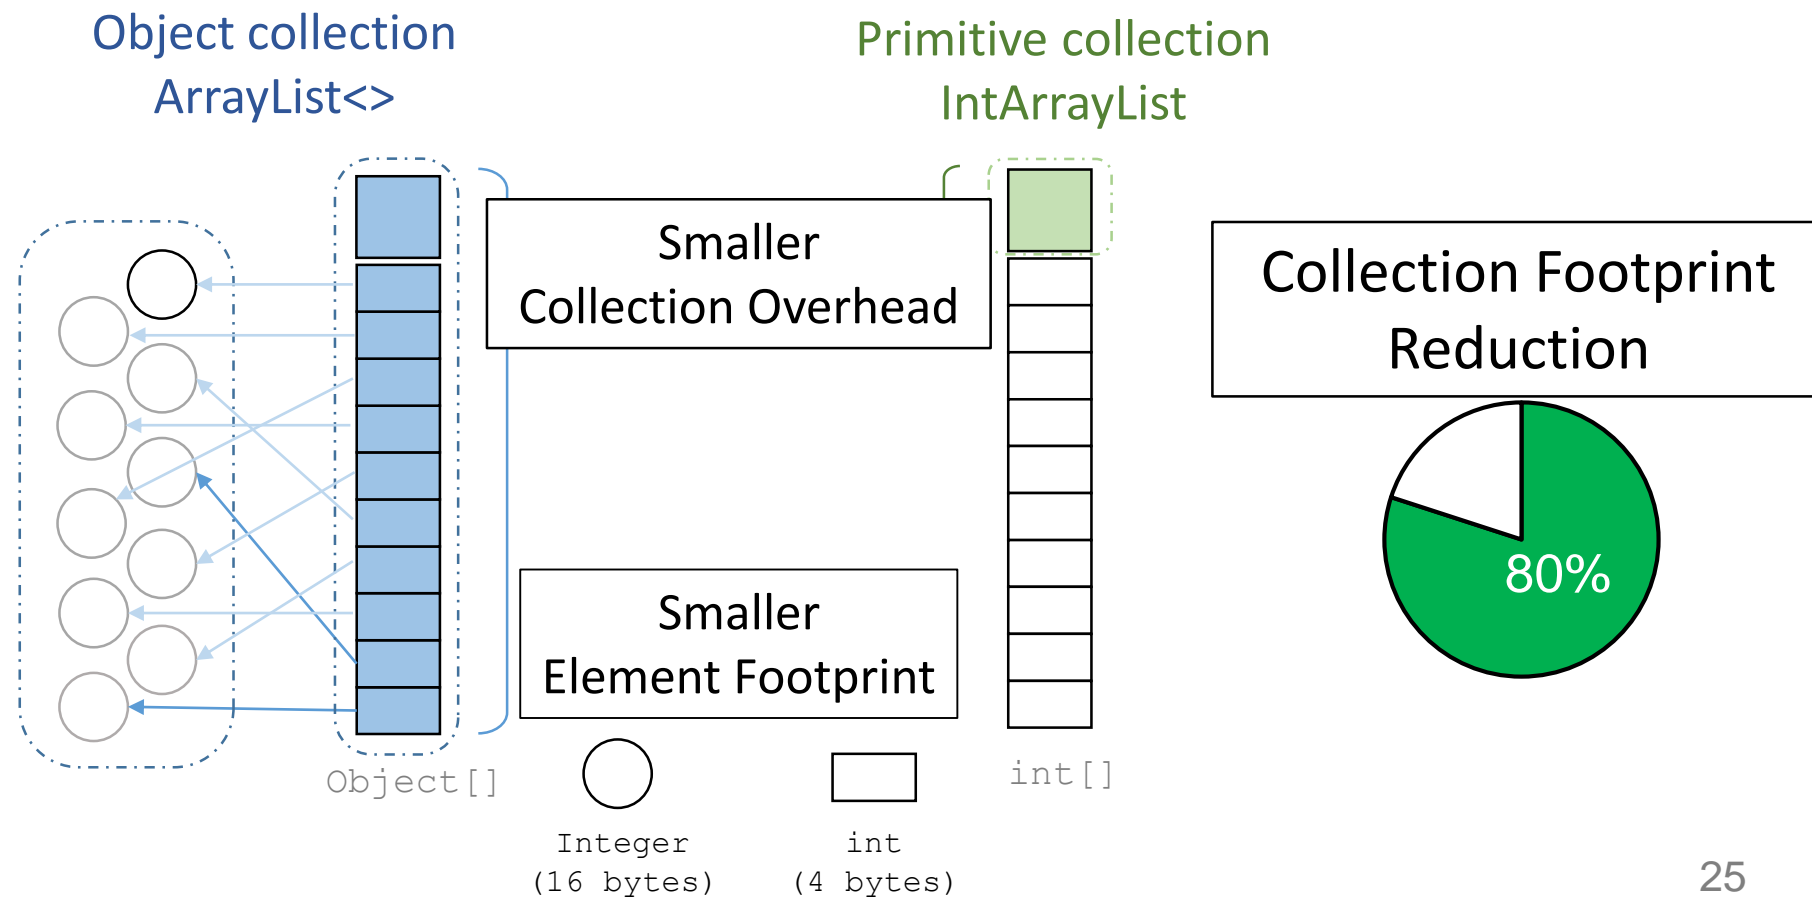 Object collection
ArrayList<>
Primitive collection
IntArrayList
Smaller
Collection Overhead
Collection Footprint
Reduction
80%
Smaller
Element Footprint
Object[]
int[]
Integer
(16 bytes)
int
(4 bytes)
25